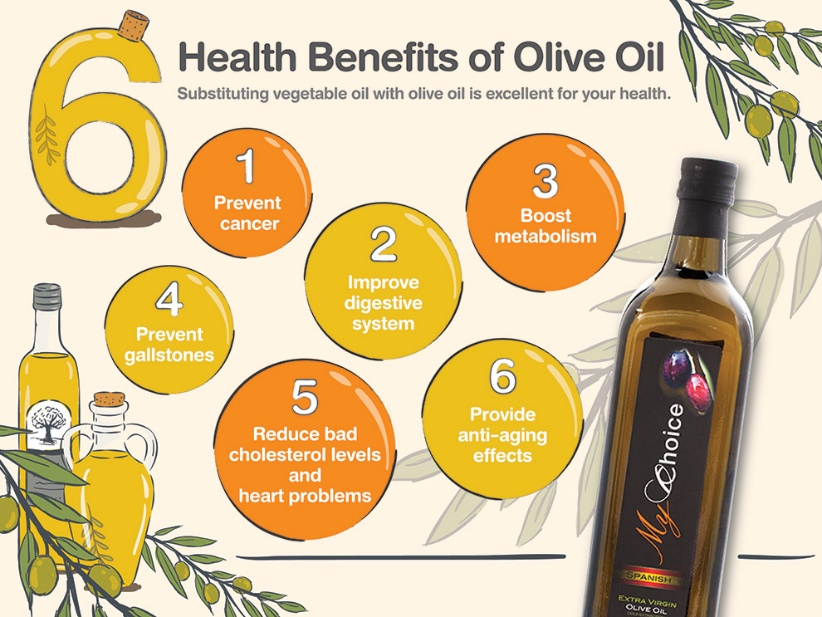 6
Health Benefits of Olive Oil
Substituting vegetable oil with olive oil is excellent for your health.
1
Prevent
cancer
2
Improve
digestive
system
3
Boost
metabolism
4
Prevent
gallstones
5
Reduce bad
cholesterol levels
and
heart problems
6
Provide
anti-aging
effects
My Choice
SPANISH
EXTRA VIRGIN
OLIVE OIL